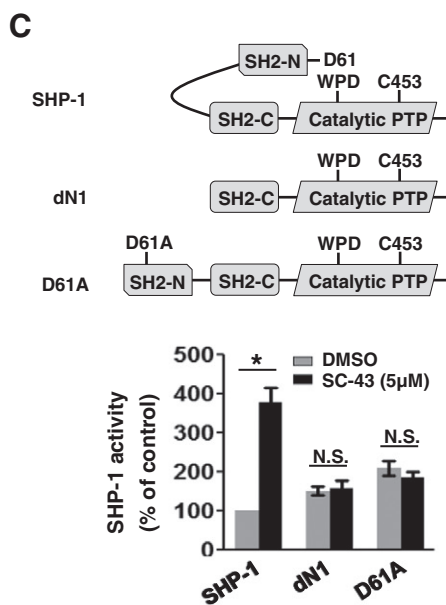 C
SH2-N
D61
WPD
C453
SHP-1
SH2-C
Catalytic PTP
WPD
C453
dN1
SH2-C
Catalytic PTP
D61A
WPD
C453
D61A
SH2-N
SH2-C
Catalytic PTP
SHP-1 activity
(% of control)
500
400
300
200
100
0
*
N.S.
N.S.
DMSO
SC-43 (5μM)
SHP-1
dN1
D61A